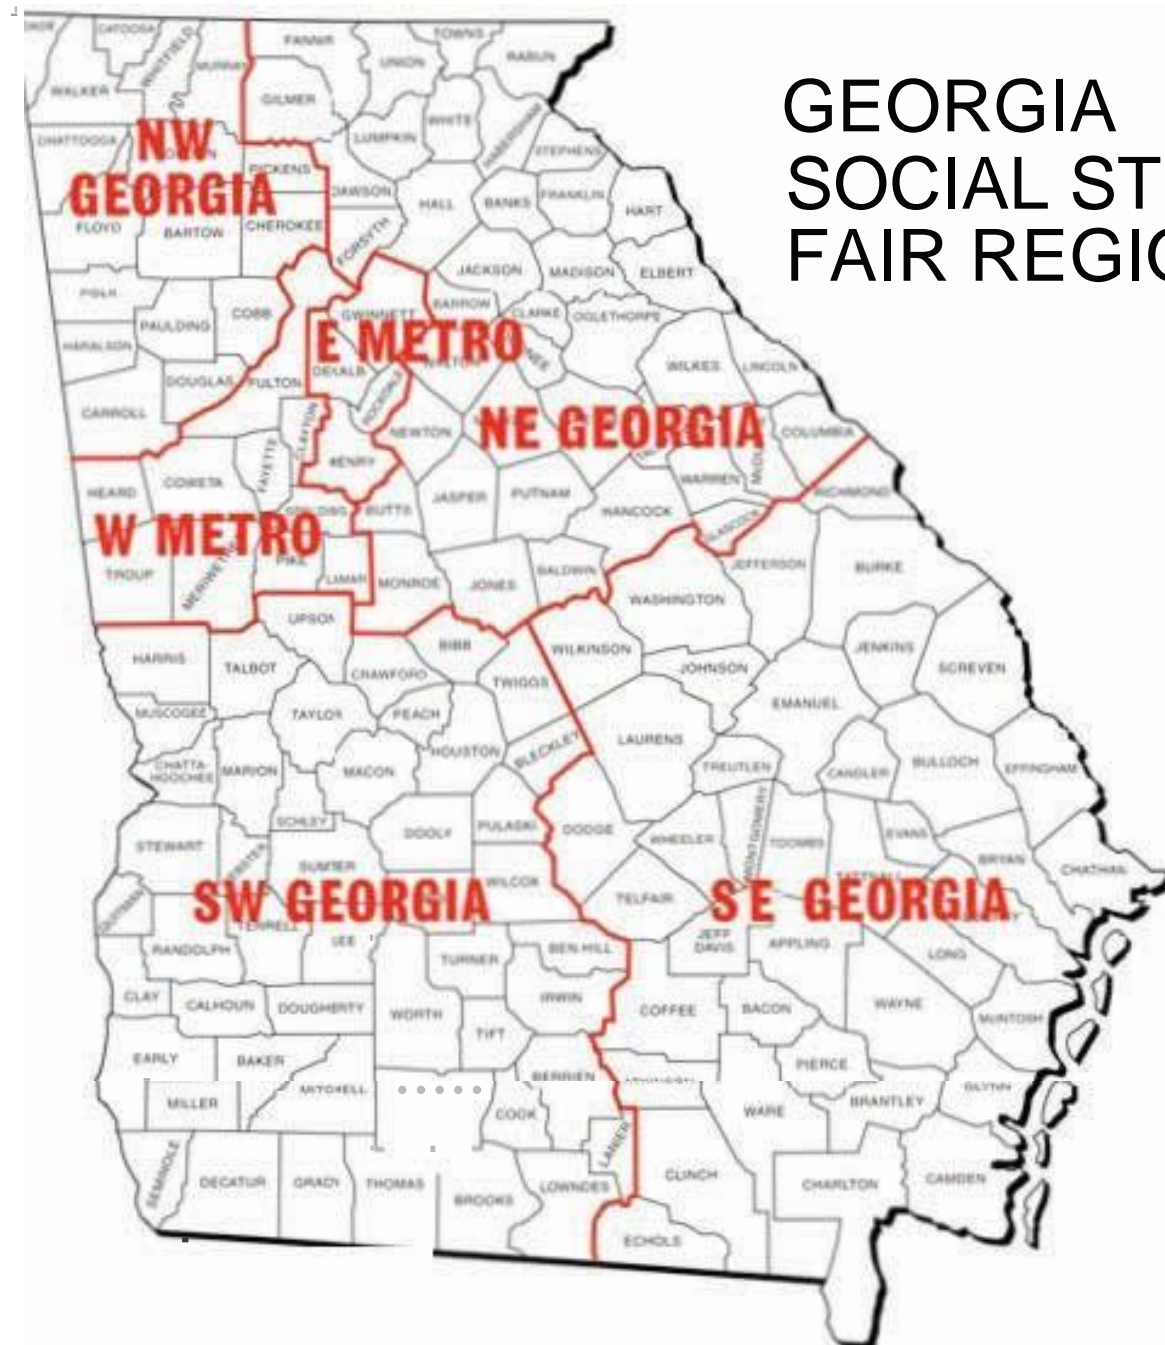 GEORGIA
SOCIAL ST
FAIR REGIO
CATOOSA
WHITFIELD
MURRAY
FANNIN
TOWNS
UNION
RABUN
WALKER
GILMER
LUMPKIN
WHITE
HABERSHAM
STEPHENS
CHATTOOGA
NW
GEORGIA
PICKENS
DAWSON
HALL
BANKS
FRANKLIN
HART
FLOYD
BARTOW
CHEROKEE
FORSYTH
JACKSON
MADISON
ELBERT
POLK
PAULDING
COBB
GWINNETT
BARROW
CLARKE
OGLETHORPE
HARALSON
E METRO
WALTON
DEKALB
ROCKDALE
WILKES
LINCOLN
DOUGLAS
FULTON
CARROLL
CLAYTON
NEWTON
NE GEORGIA
COLUMBIA
FAYETTE
HENRY
HEARD
COWETA
BUTTS
JASPER
PUTNAM
HANCOCK
WARREN
RICHMOND
GLASCOCK
W METRO
TROUP
MERIWETHE
PIKE
LAMAR
MONROE
JONES
BALDWIN
WASHINGTON
JEFFERSON
BURKE
UPSON
HARRIS
TALBOT
CRAWFORD
BIBB
TWIGGS
WILKINSON
JOHNSON
JENKINS
SCREVEN
MUSCOGEE
TAYLOR
PEACH
EMANUEL
CHATTA-
HOOCHEE
MARION
MACON
HOUSTON
BLECKLEY
LAURENS
TREUTLEN
CANDLER
BULLOCH
EFFINGHAM
SCHLEY
DOOLY
PULASKI
DODGE
WHEELER
MONTGOMERY
TOOMBS
EVANS
BRYAN
CHATHAM
STEWART
SUMTER
WILCOX
TELFAIR
SW GEORGIA
SE GEORGIA
QUITMAN
RANDOLPH
TERRELL
LEE
TURNER
BEN HILL
JEFF
DAVIS
APPLING
LONG
CLAY
CALHOUN
DOUGHERTY
WORTH
IRWIN
TIFT
COFFEE
BACON
WAYNE
McINTOSH
EARLY
BAKER
MITCHELL
BERRIEN
PIERCE
GLYNN
MILLER
COOK
LANIER
WARE
BRANTLEY
SEMINOLE
DECATUR
GRADY
THOMAS
BROOKS
LOWNDES
CLINCH
CHARLTON
CAMDEN
ECHOLS